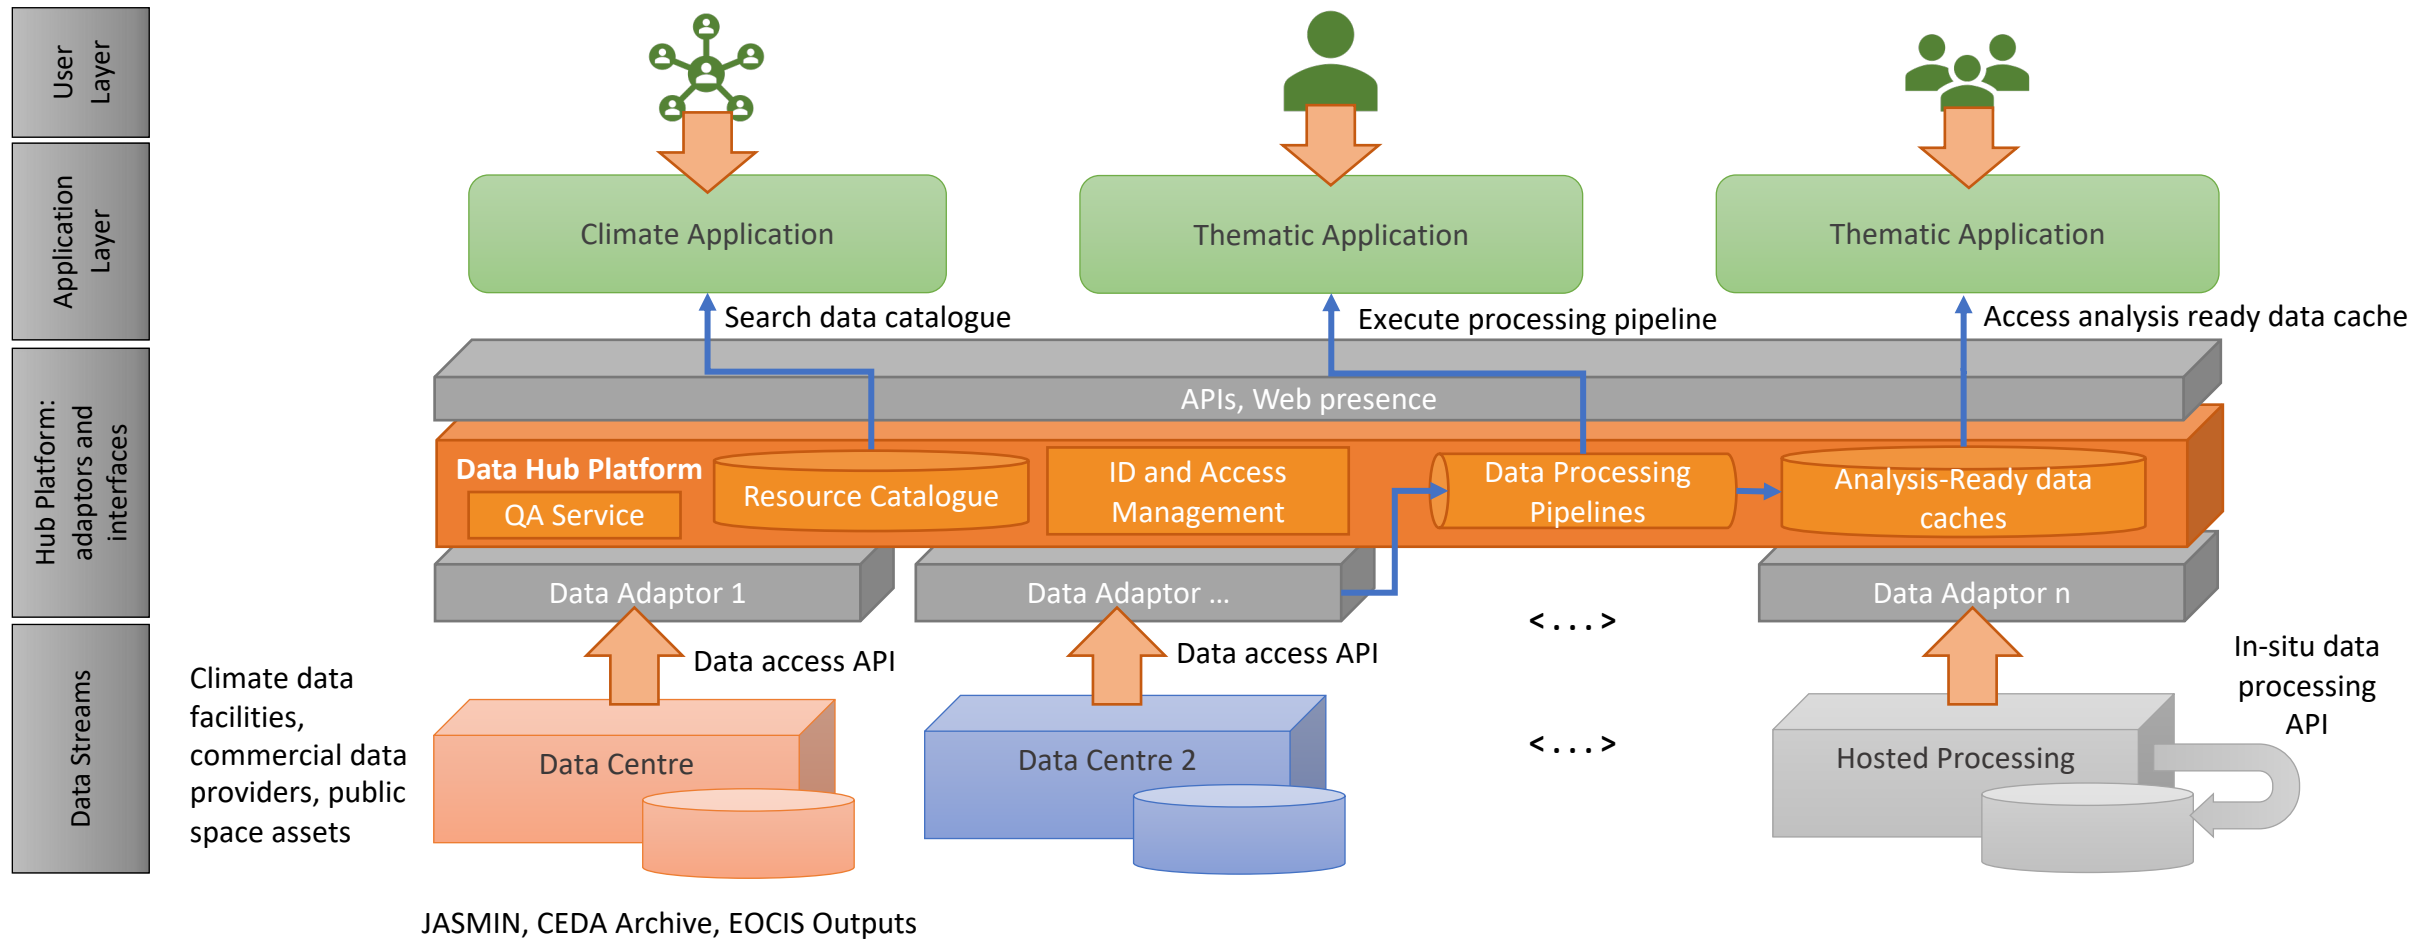 User
Layer
Application
Layer
Hub Platform:
adaptors and
interfaces
Data Streams
Climate Application
Thematic Application
Thematic Application
Search data catalogue
Execute processing pipeline
Access analysis ready data cache
APIs, Web presence
Data Hub Platform
QA Service
Resource Catalogue
ID and Access
Management
Data Processing
Pipelines
Analysis-Ready data
caches
Data Adaptor 1
Data Adaptor ...
Data Adaptor n
<...>
Data access API
Data access API
In-situ data
processing
API
Climate data
facilities,
commercial data
providers, public
space assets
Data Centre
Data Centre 2
<...>
Hosted Processing
JASMIN, CEDA Archive, EOCIS Outputs